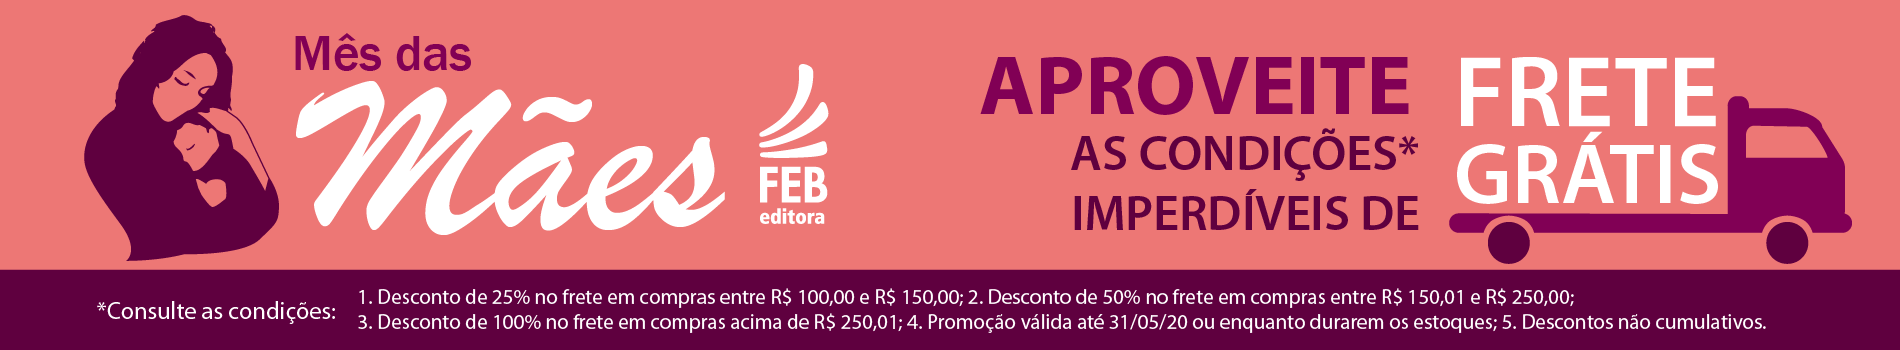 Mês das
Mães
FEB
editora
APROVEITE
AS CONDIÇÕES*
IMPERDÍVEIS DE
FRETE
GRÁTIS
*Consulte as condições:
1. Desconto de 25% no frete em compras entre R$ 100,00 e R$ 150,00; 2. Desconto de 50% no frete em compras entre R$ 150,01 e R$ 250,00;
3. Desconto de 100% no frete em compras acima de R$ 250,01; 4. Promoção válida até 31/05/20 ou enquanto durarem os estoques; 5. Descontos não cumulativos.